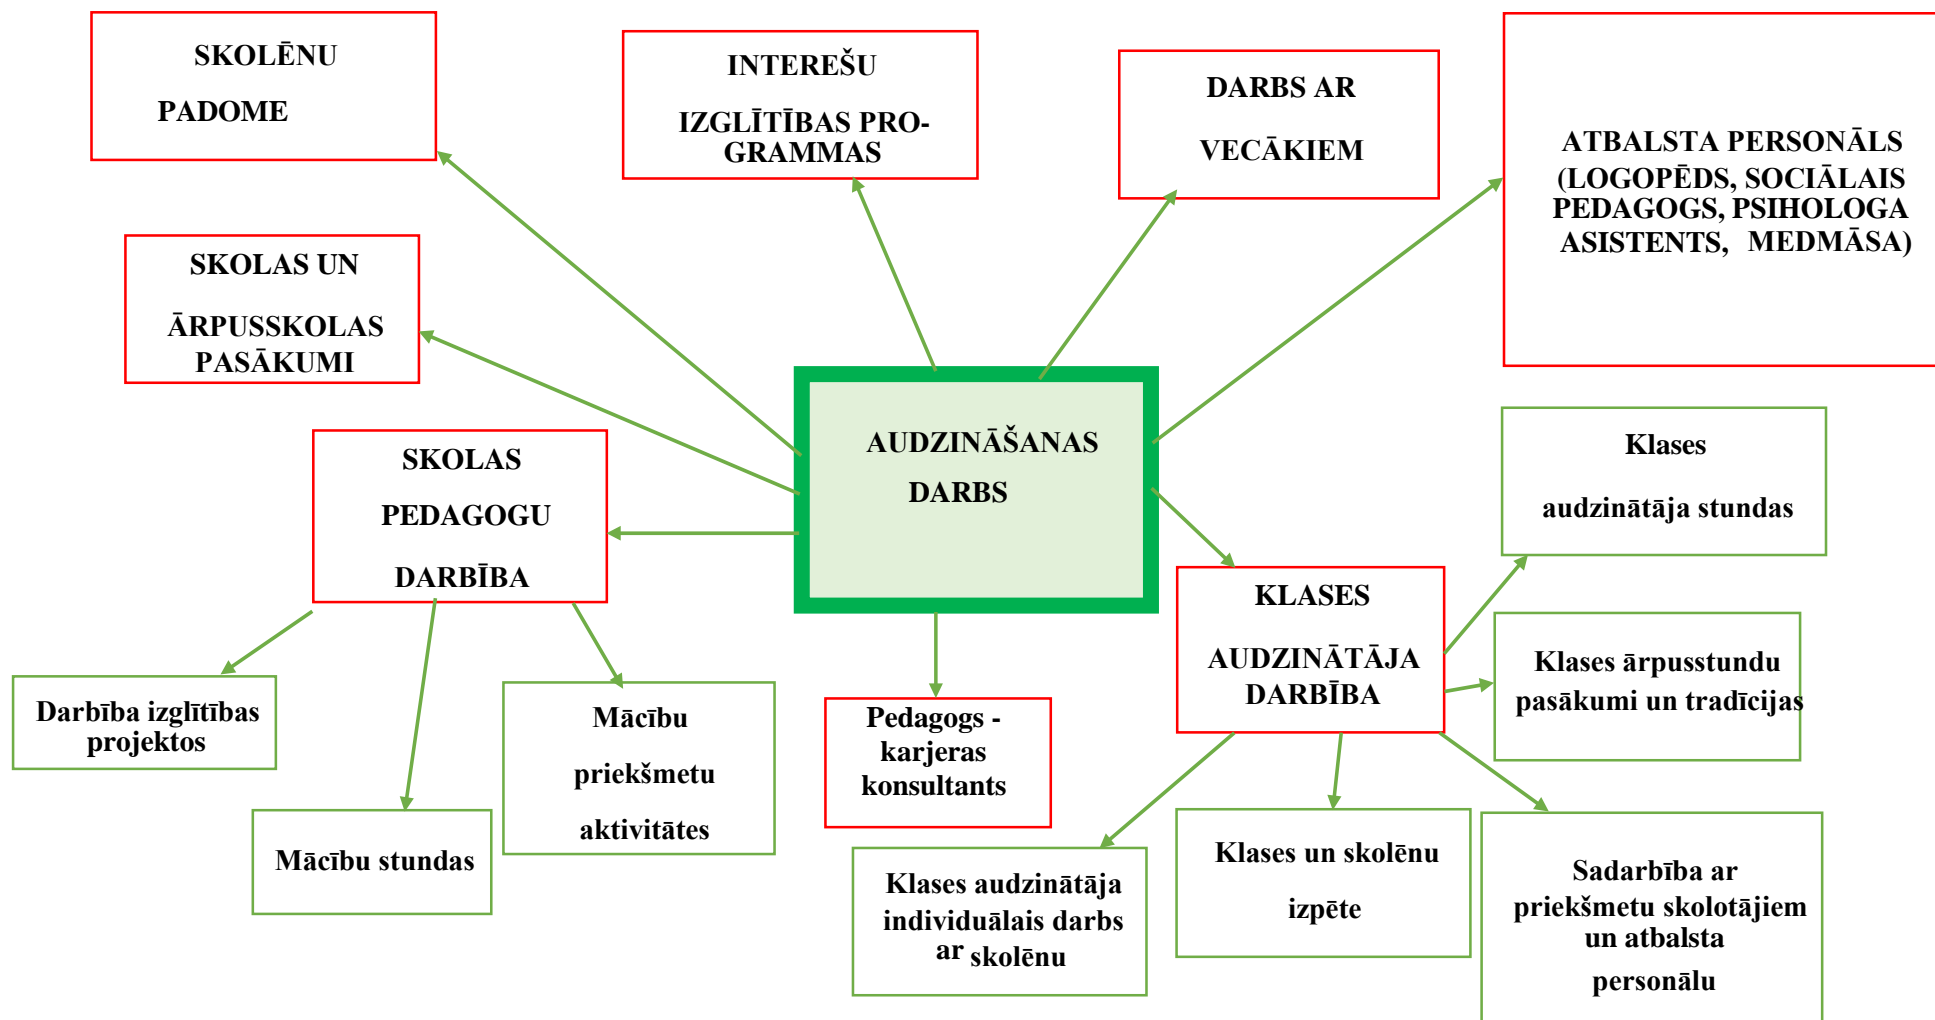 SKOLĒNU
PADOME
INTEREŠU
IZGLĪTĪBAS PRO-
GRAMMAS
DARBS AR
VECĀKIEM
ATBALSTA PERSONĀLS
(LOGOPĒDS, SOCIĀLAIS
PEDAGOGS, PSIHOLOGA
ASISTENTS, MEDMĀSA)
SKOLAS UN
ĀRPUSSKOLAS
PASĀKUMI
AUDZINĀŠANAS
DARBS
SKOLAS
PEDAGOGU
DARBĪBA
Klases
audzinātāja stundas
KLASES
AUDZINĀTĀJA
DARBĪBA
Klases ārpusstundu
pasākumi un tradīcijas
Darbība izglītības
projektos
Mācību
priekšmetu
aktivitātes
Pedagogs -
karjeras
konsultants
Mācību stundas
Klases audzinātāja
individuālais darbs
ar skolēnu
Klases un skolēnu
izpēte
Sadarbība ar
priekšmetu skolotājiem
un atbalsta
personālu